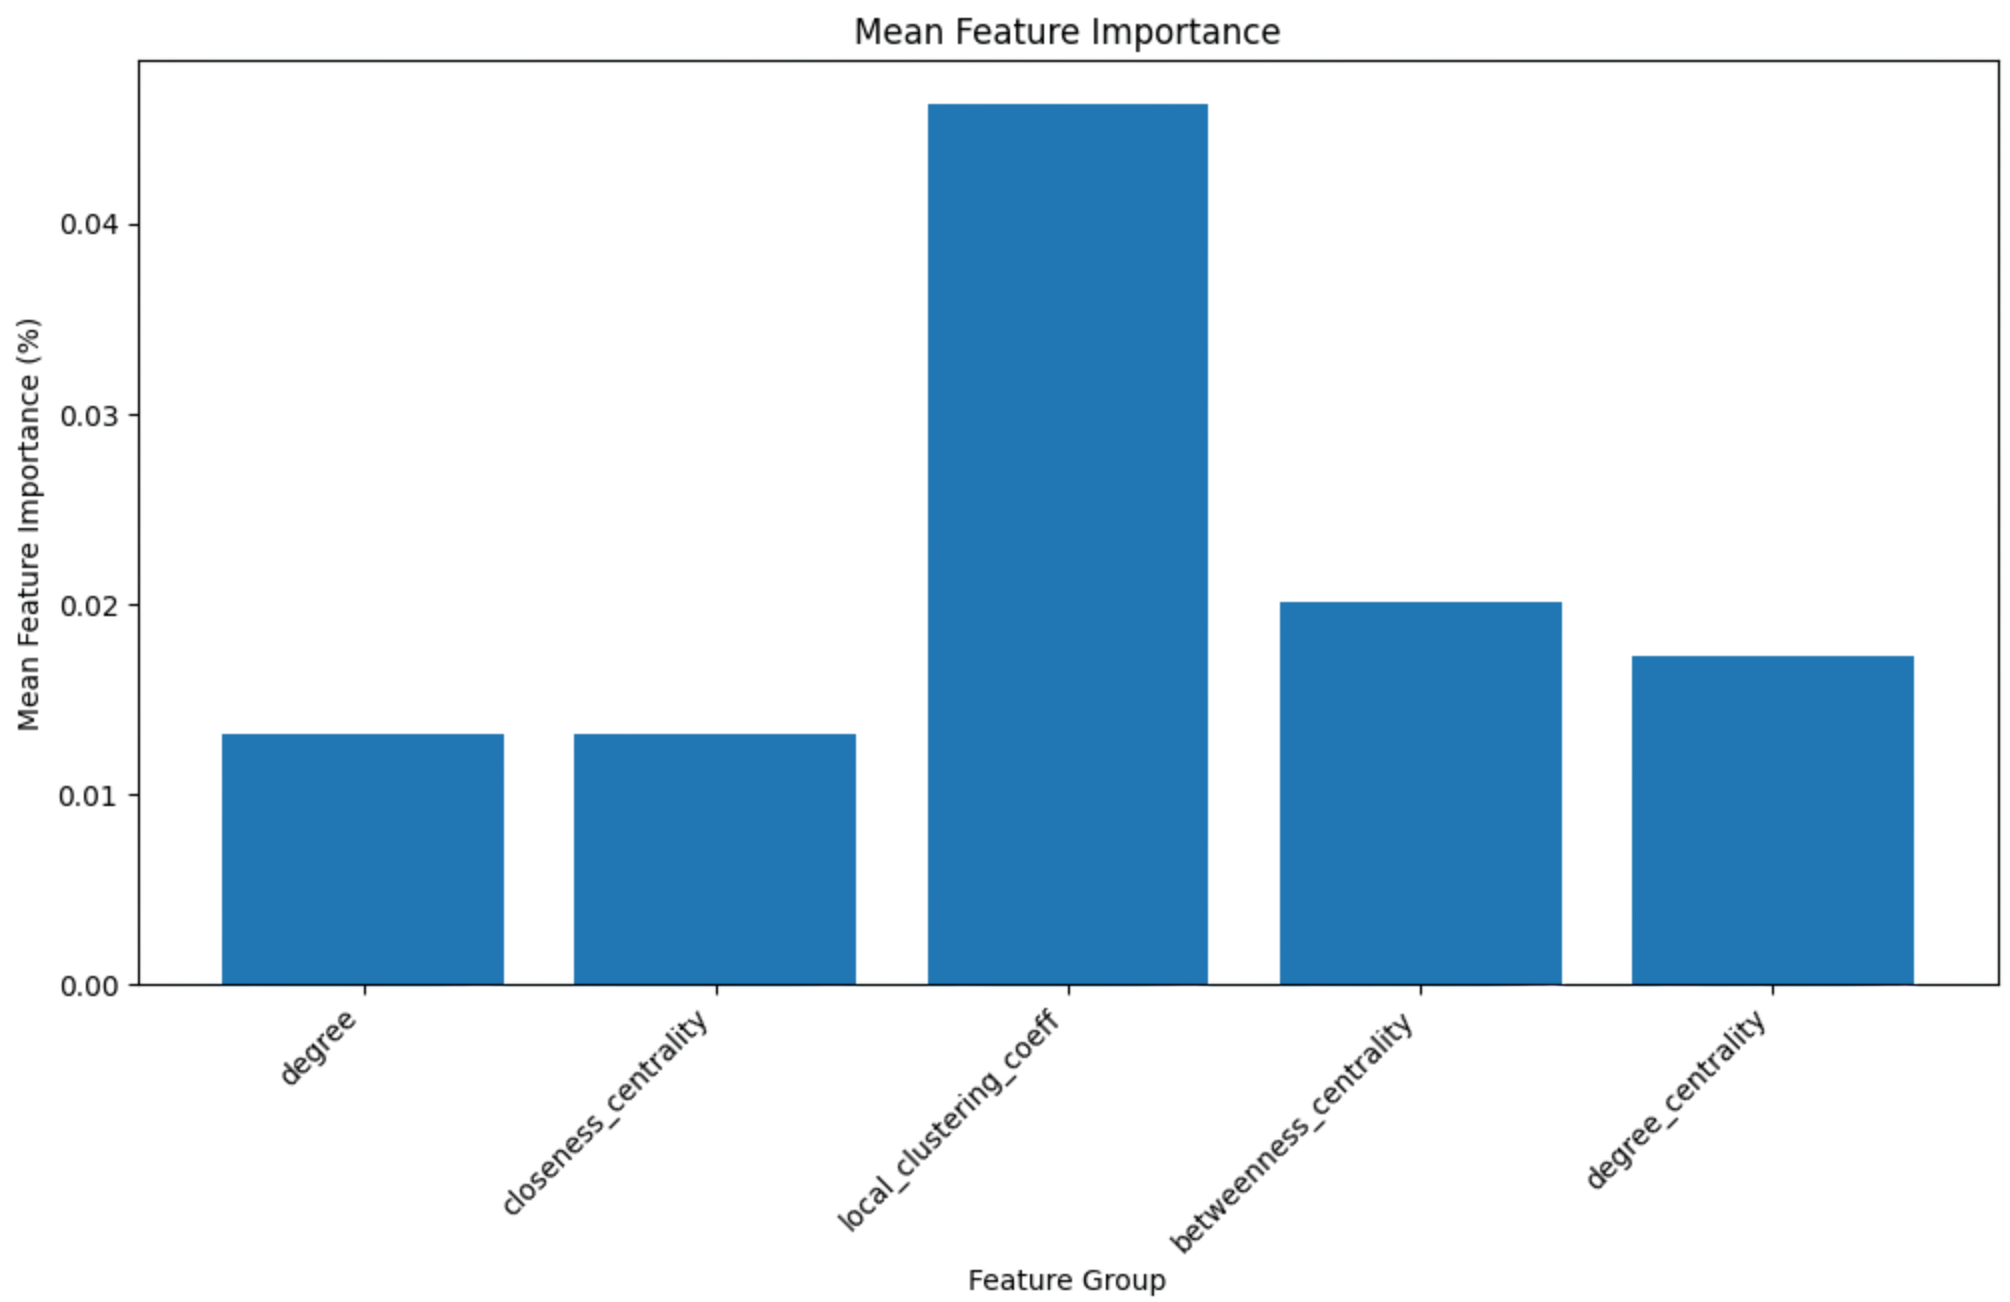 Mean Feature Importance
Mean Feature Importance (%)
0.04
0.03
0.02
0.01
0.00
degree
closeness_centrality
local_clustering_coeff
betweenness_centrality
degree_centrality
Feature Group